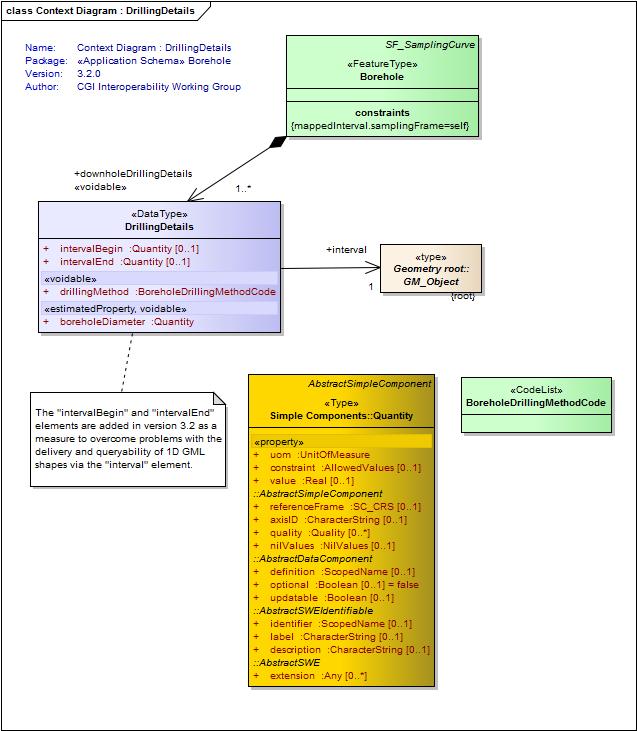 class Context Diagram : DrillingDetails
Name: Context Diagram : DrillingDetails
Package: «Application Schema» Borehole
Version: 3.2.0
Author: CGI Interoperability Working Group
SF_SamplingCurve
«FeatureType»
Borehole
constraints
{mappedInterval.samplingFrame=self}
+downholeDrillingDetails
«voidable»
1..*
«DataType»
DrillingDetails
+ intervalBegin :Quantity [0..1]
+ intervalEnd :Quantity [0..1]
«voidable»
+ drillingMethod :BoreholeDrillingMethodCode
«estimatedProperty, voidable»
+ boreholeDiameter :Quantity
+interval
1
«type»
Geometry root::
GM_Object
{root}
The "intervalBegin" and "intervalEnd"
elements are added in version 3.2 as a
measure to overcome problems with the
delivery and queryability of 1D GML
shapes via the "interval" element.
AbstractSimpleComponent
«Type»
Simple Components::Quantity
«property»
+ uom :UnitOfMeasure
+ constraint :AllowedValues [0..1]
+ value :Real [0..1]
::AbstractSimpleComponent
+ referenceFrame :SC_CRS [0..1]
+ axisID :CharacterString [0..1]
+ quality :Quality [0..*]
+ nilValues :NilValues [0..1]
::AbstractDataComponent
+ definition :ScopedName [0..1]
+ optional :Boolean [0..1] = false
+ updatable :Boolean [0..1]
::AbstractSWEIdentifiable
+ identifier :ScopedName [0..1]
+ label :CharacterString [0..1]
+ description :CharacterString [0..1]
::AbstractSWE
+ extension :Any [0..*]
«CodeList»
BoreholeDrillingMethodCode